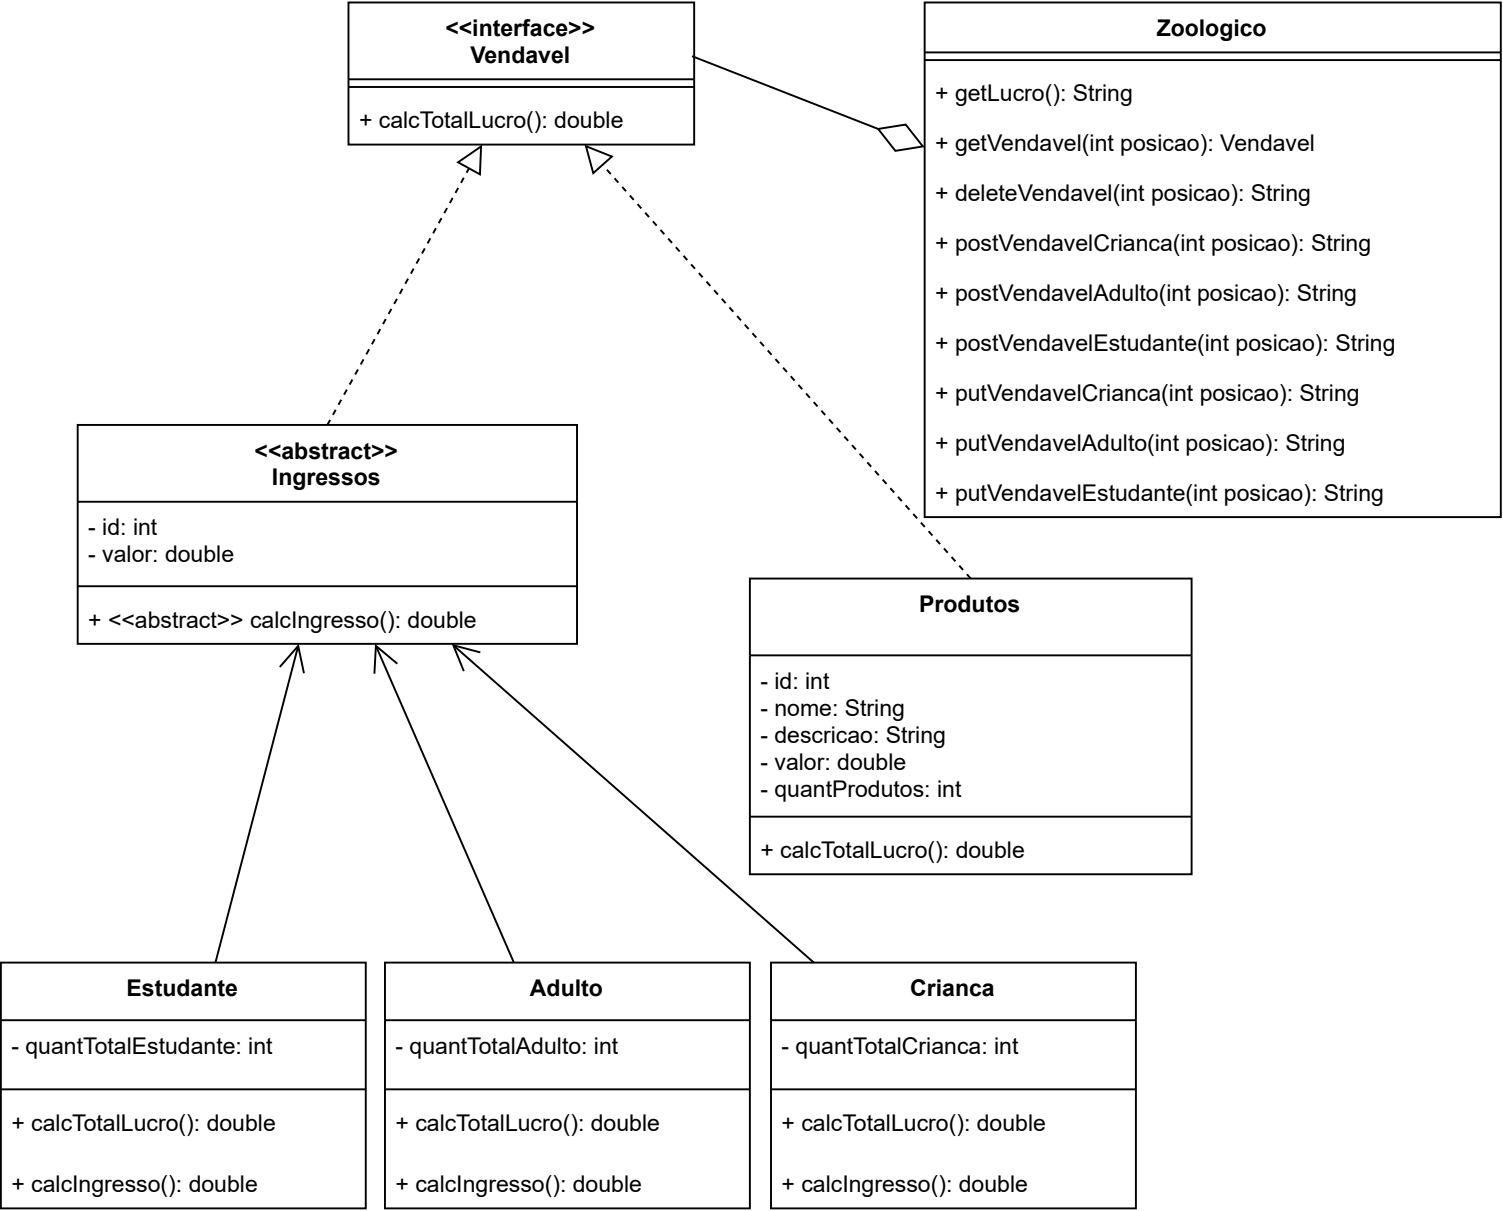 <<interface>>
Vendavel
+ calcTotalLucro(): double
Zoologico
+ getLucro(): String
+ getVendavel(int posicao): Vendavel
+ deleteVendavel(int posicao): String
+ postVendavelCrianca(int posicao): String
+ postVendavelAdulto(int posicao): String
+ postVendavelEstudante(int posicao): String
+ putVendavelCrianca(int posicao): String
+ putVendavelAdulto(int posicao): String
+ putVendavelEstudante(int posicao): String
<<abstract>>
Ingressos
- id: int
- valor: double
+ <<abstract>> calcIngresso(): double
Produtos
- id: int
- nome: String
- descricao: String
- valor: double
- quantProdutos: int
+ calcTotalLucro(): double
Estudante
- quantTotalEstudante: int
+ calcTotalLucro(): double
+ calcIngresso(): double
Adulto
- quantTotalAdulto: int
+ calcTotalLucro(): double
+ calcIngresso(): double
Crianca
- quantTotalCrianca: int
+ calcTotalLucro(): double
+ calcIngresso(): double